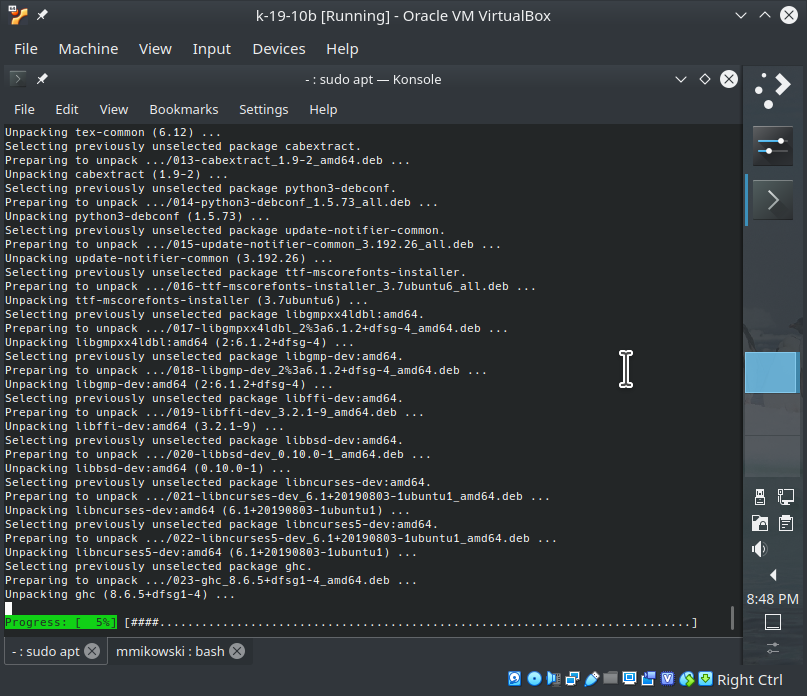 k-19-10b [Running] - Oracle VM VirtualBox
File Machine View Input Devices Help
- : sudo apt — Konsole
File Edit View Bookmarks Settings Help
Unpacking tex-common (6.12) ...
Selecting previously unselected package cabextract.
Preparing to unpack .../013-cabextract_1.9-2_amd64.deb ...
Unpacking cabextract (1.9-2) ...
Selecting previously unselected package python3-debconf.
Preparing to unpack .../014-python3-debconf_1.5.73_all.deb ...
Unpacking python3-debconf (1.5.73) ...
Selecting previously unselected package update-notifier-common.
Preparing to unpack .../015-update-notifier-common_3.192.26_all.deb ...
Unpacking update-notifier-common (3.192.26) ...
Selecting previously unselected package ttf-mscorefonts-installer.
Preparing to unpack .../016-ttf-mscorefonts-installer_3.7ubuntu6_all.deb ...
Unpacking ttf-mscorefonts-installer (3.7ubuntu6) ...
Selecting previously unselected package libgmpxx4ldbl:amd64.
Preparing to unpack .../017-libgmpxx4ldbl_2%3a6.1.2+dfsg-4_amd64.deb ...
Unpacking libgmpxx4ldbl:amd64 (2:6.1.2+dfsg-4) ...
Selecting previously unselected package libgmp-dev:amd64.
Preparing to unpack .../018-libgmp-dev_2%3a6.1.2+dfsg-4_amd64.deb ...
Unpacking libgmp-dev:amd64 (2:6.1.2+dfsg-4) ...
Selecting previously unselected package libffi-dev:amd64.
Preparing to unpack .../019-libffi-dev_3.2.1-9_amd64.deb ...
Unpacking libffi-dev:amd64 (3.2.1-9) ...
Selecting previously unselected package libbsd-dev:amd64.
Preparing to unpack .../020-libbsd-dev_0.10.0-1_amd64.deb ...
Unpacking libbsd-dev:amd64 (0.10.0-1) ...
Selecting previously unselected package libncurses-dev:amd64.
Preparing to unpack .../021-libncurses-dev_6.1+20190803-1ubuntu1_amd64.deb ...
Unpacking libncurses-dev:amd64 (6.1+20190803-1ubuntu1) ...
Selecting previously unselected package libncurses5-dev:amd64.
Preparing to unpack .../022-libncurses5-dev_6.1+20190803-1ubuntu1_amd64.deb ...
Unpacking libncurses5-dev:amd64 (6.1+20190803-1ubuntu1) ...
Selecting previously unselected package ghc.
Preparing to unpack .../023-ghc_8.6.5+dfsg1-4_amd64.deb ...
Unpacking ghc (8.6.5+dfsg1-4) ...
Progress: [  5%] [####............................................................................]
- : sudo apt
mmikowski : bash
8:48 PM
Right Ctrl